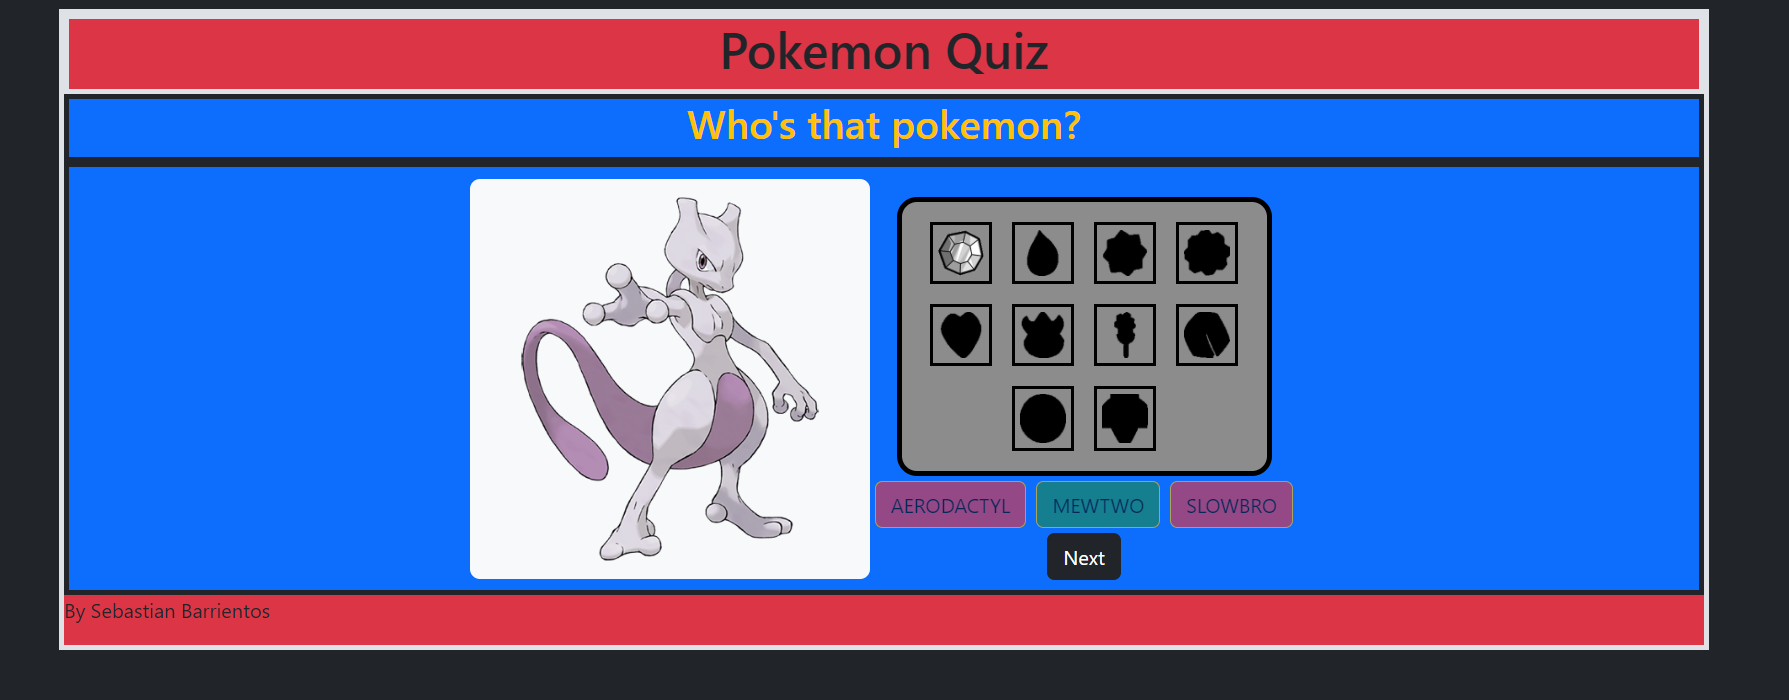 Pokemon Quiz
Who's that pokemon?
AERODACTYL MEWTWO SLOWBRO
Next
By Sebastian Barrientos